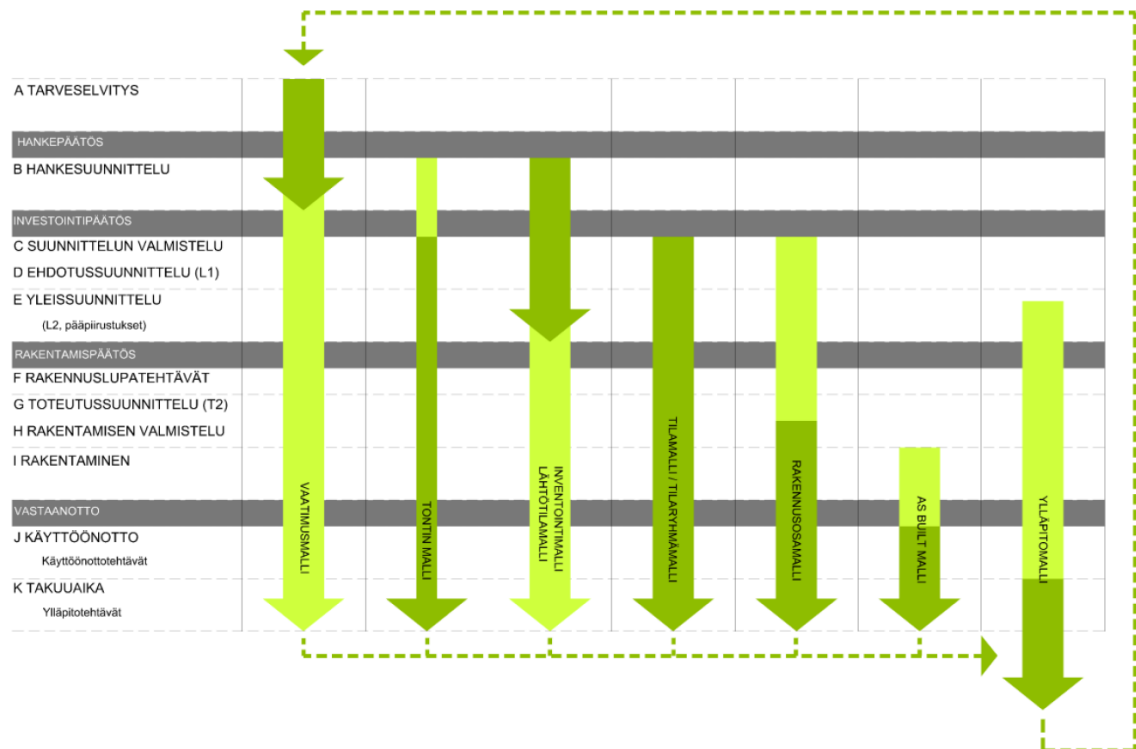 A TARVESELVITYS
HANKEPÄÄTÖS
B HANKESUUNNITTELU
INVESTOINTIPÄÄTÖS
C SUUNNITTELUN VALMISTELU
D EHDOTUSSUUNNITTELU (L1)
E YLEISSUUNNITTELU
(L2, pääpiirustukset)
RAKENTAMISPÄÄTÖS
F RAKENNUSLUPATEHTÄVÄT
G TOTEUTUSSUUNNITTELU (T2)
H RAKENTAMISEN VALMISTELU
I RAKENTAMINEN
VASTAANOTTO
J KÄYTTÖÖNOTTO
Käyttöönottotehtävät
K TAKUUAIKA
Ylläpitotehtävät
VAATIMUSMALLI
TONTIN MALLI
INVENTOINTIMALLI
LÄHTÖTILAMALLI
TILAMALLI / TILARYHMÄMALLI
RAKENNUSOSAMALLI
AS BUILT MALLI
YLLÄPITOMALLI